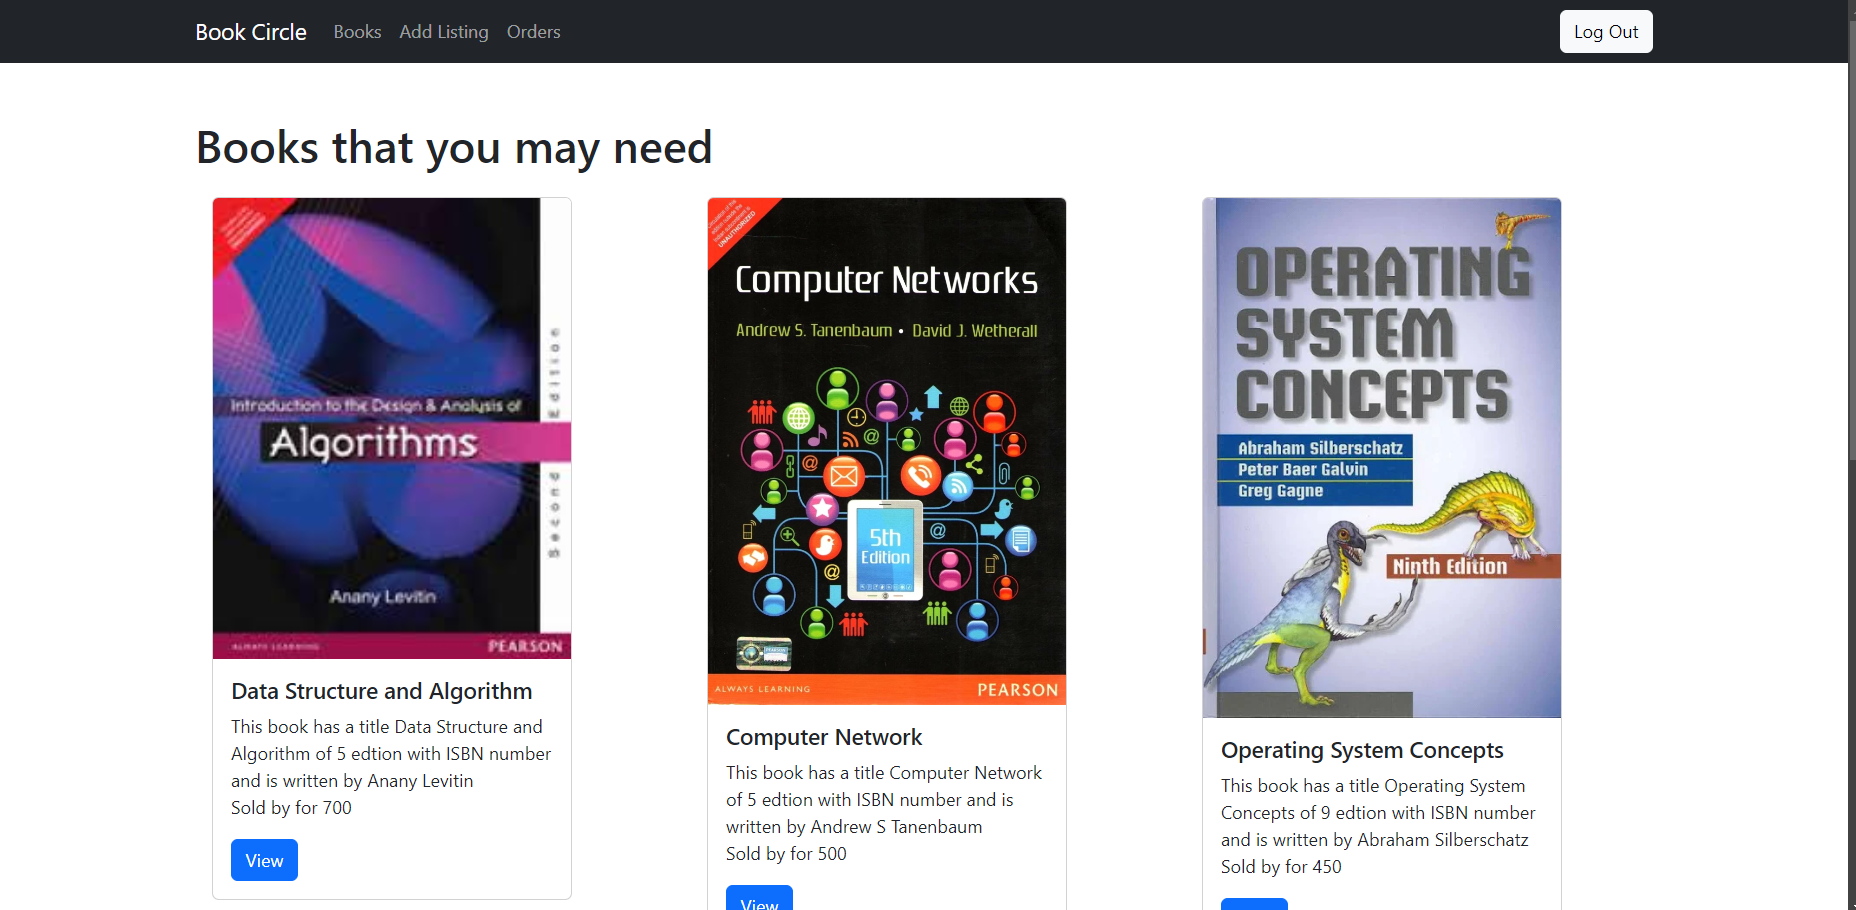 Book Circle Books Add Listing Orders Log Out
Books that you may need
Introduction to the Design & Analysis of
Algorithms
Anany Levitin
ALWAYS LEARNING PEARSON
Data Structure and Algorithm
This book has a title Data Structure and
Algorithm of 5 edtion with ISBN number
and is written by Anany Levitin
Sold by for 700
View
UNAUTHORIZED
Computer Networks
Andrew S. Tanenbaum • David J. Wetherall
5th
Edition
ALWAYS LEARNING PEARSON
Computer Network
This book has a title Computer Network
of 5 edtion with ISBN number and is
written by Andrew S Tanenbaum
Sold by for 500
View
OPERATING
SYSTEM
CONCEPTS
Abraham Silberschatz
Peter Baer Galvin
Greg Gagne
Ninth Edition
Operating System Concepts
This book has a title Operating System
Concepts of 9 edtion with ISBN number
and is written by Abraham Silberschatz
Sold by for 450